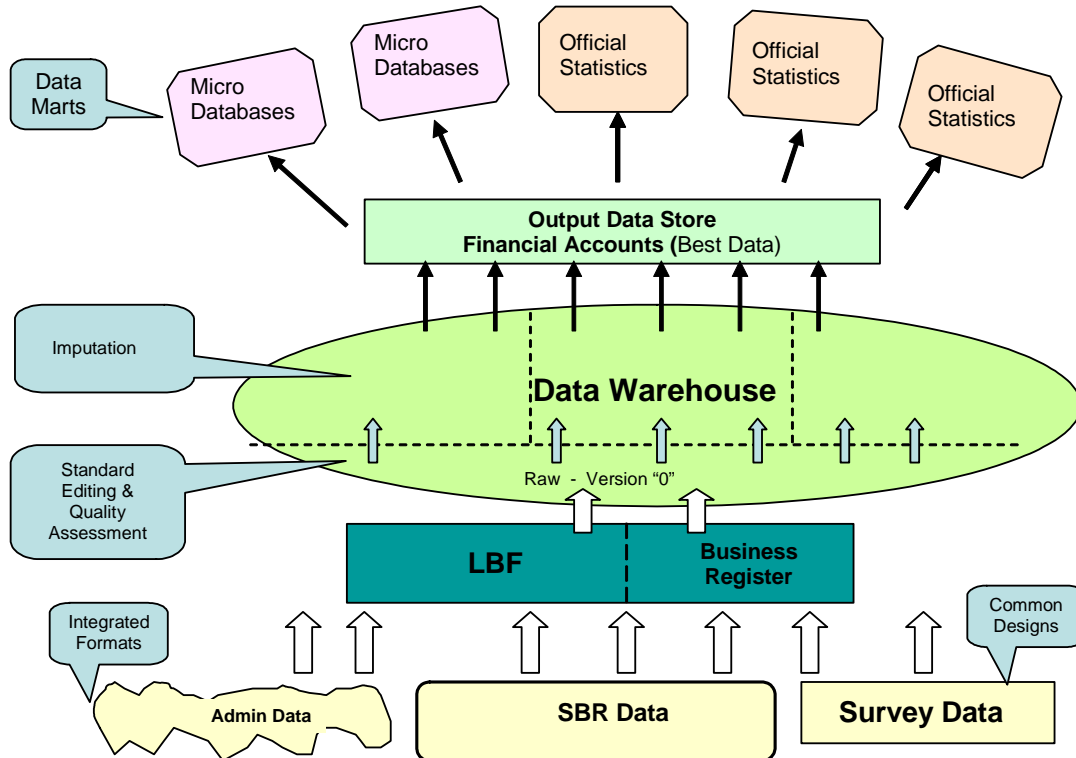 Data
Marts
Micro
Databases
Micro
Databases
Official
Statistics
Official
Statistics
Official
Statistics
Output Data Store
Financial Accounts (Best Data)
Imputation
Data Warehouse
Standard
Editing &
Quality
Assessment
Raw - Version “0”
LBF
Business
Register
Integrated
Formats
Common
Designs
Admin Data
SBR Data
Survey Data